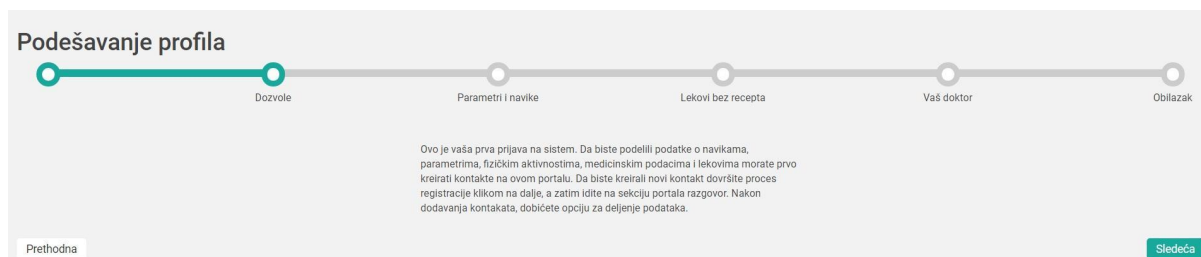 Podešavanje profila
Dozvole
Parametri i navike
Lekovi bez recepta
Vaš doktor
Obilazak
Ovo je vaša prva prijava na sistem. Da biste podelili podatke o navikama,
parametrima, fizičkim aktivnostima, medicinskim podacima i lekovima morate prvo
kreirati kontakte na ovom portalu. Da biste kreirali novi kontakt dovršite proces
registracije klikom na dalje, a zatim idite na sekciju portala razgovor. Nakon
dodavanja kontakata, dobićete opciju za deljenje podataka.
Prethodna
Sledeća